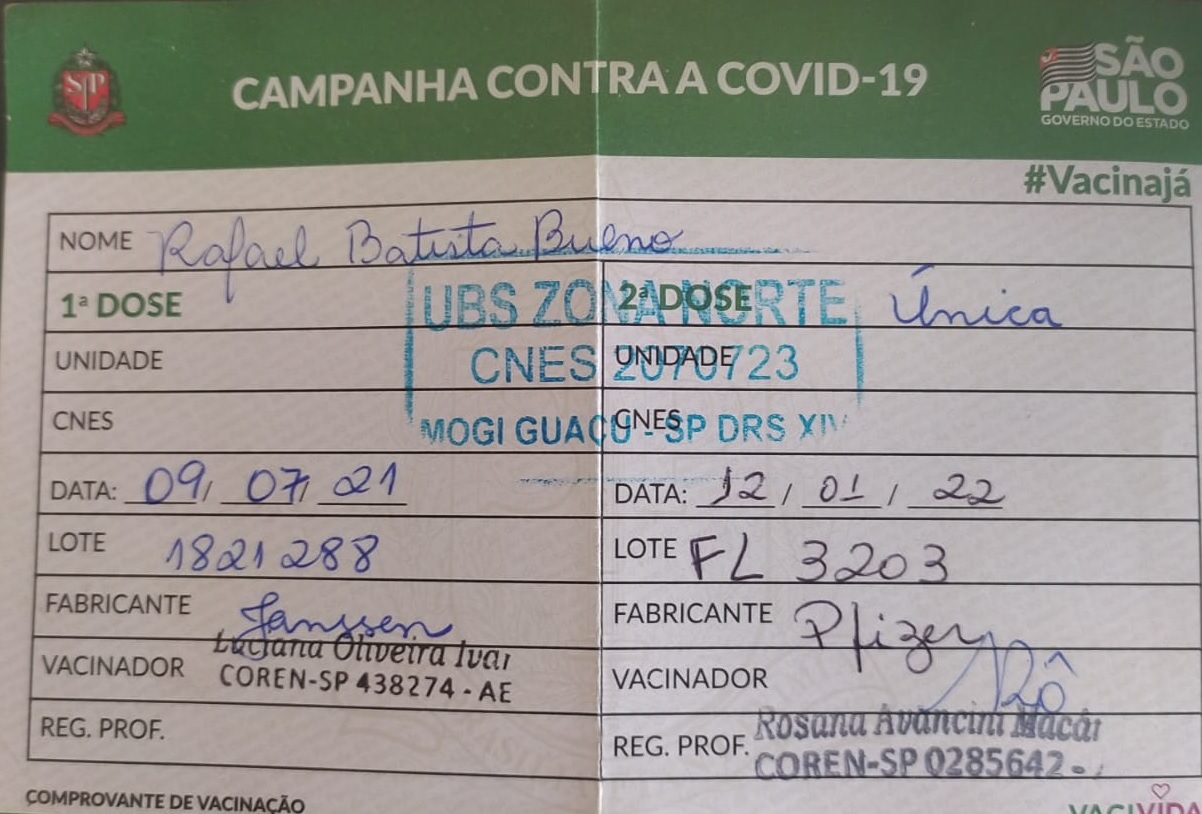 CAMPANHA CONTRA A COVID-19
SP
SÃO
PAULO
GOVERNO DO ESTADO
#Vacinajá
NOME Rafael Batista Bueno
1ª DOSE
2ª DOSE Única
UBS ZONA NORTE
UNIDADE
UNIDADE
CNES 2070723
CNES
CNES
MOGI GUAÇU - SP DRS XIV
DATA: 09/ 07/ 21
DATA: 12 / 01 / 22
LOTE 1821288
LOTE FL 3203
FABRICANTE Janssen
FABRICANTE Pfizer
VACINADOR Luciana Oliveira
COREN-SP 438274 - AE
VACINADOR
REG. PROF.
REG. PROF. Rosana Avancini
COREN-SP 0285642 -
COMPROVANTE DE VACINAÇÃO
VACIVIDA